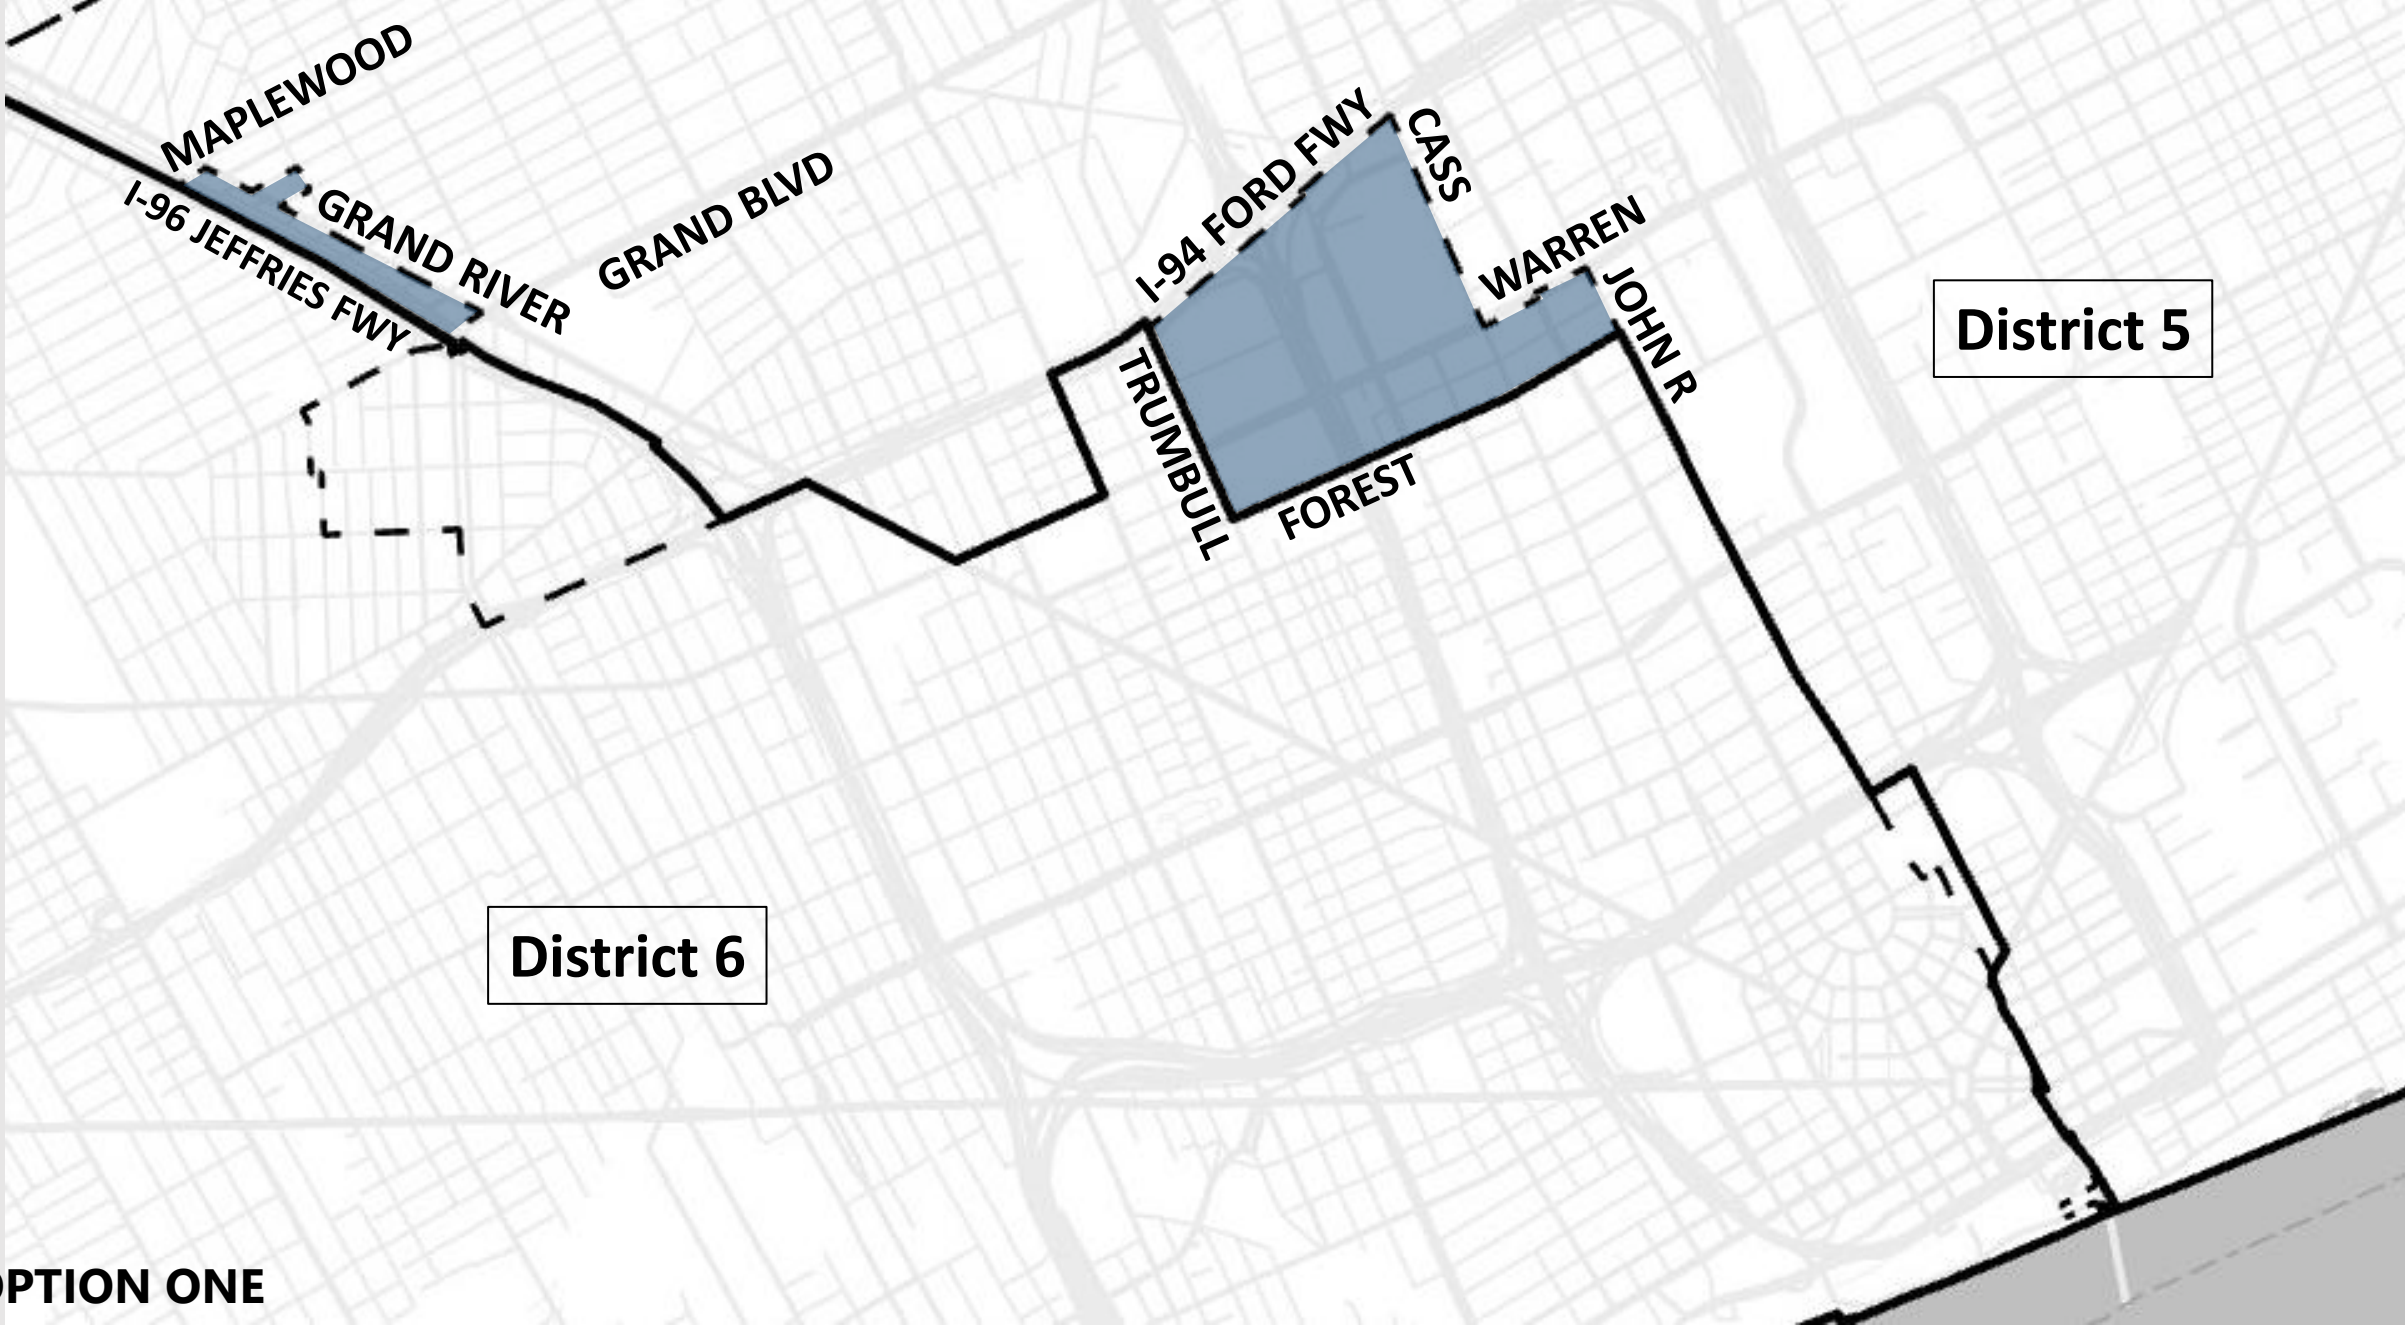 MAPLEWOOD
I-96 JEFFRIES FWY
GRAND RIVER
GRAND BLVD
I-94 FORD FWY
CASS
WARREN
JOHN R
TRUMBULL
FOREST
District 5
District 6
PTION ONE